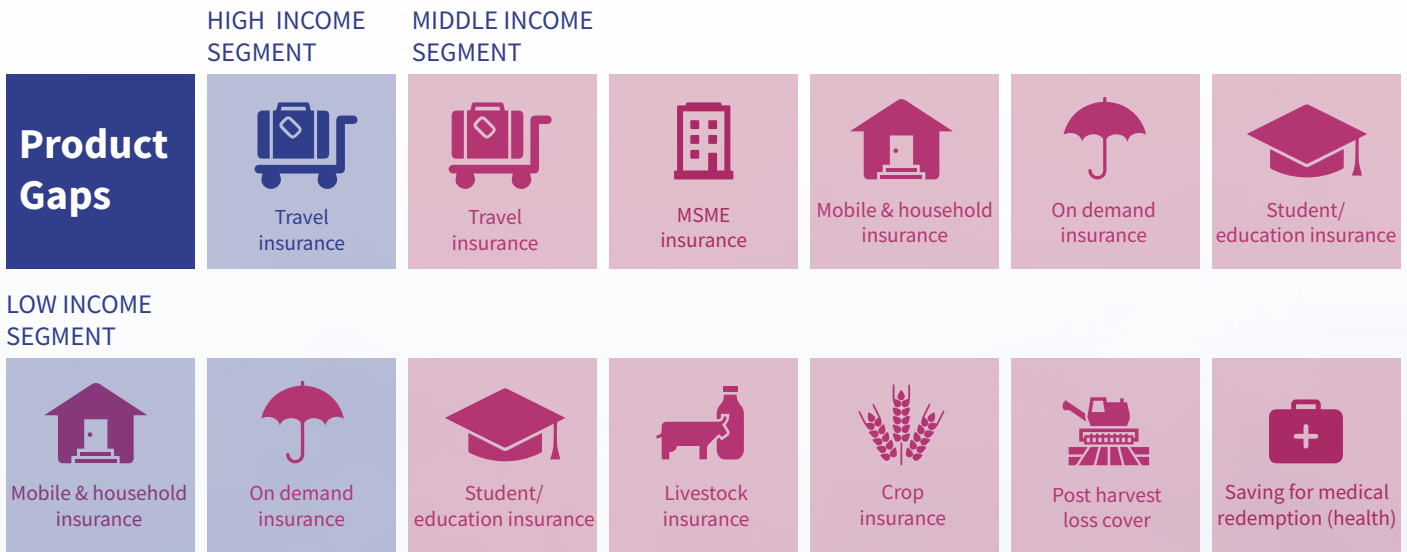 HIGH INCOME
SEGMENT
MIDDLE INCOME
SEGMENT
Product
Gaps
Travel
insurance
Travel
insurance
MSME
insurance
Mobile & household
insurance
On demand
insurance
Student/
education insurance
LOW INCOME
SEGMENT
Mobile & household
insurance
On demand
insurance
Student/
education insurance
Livestock
insurance
Crop
insurance
Post harvest
loss cover
Saving for medical
redemption (health)